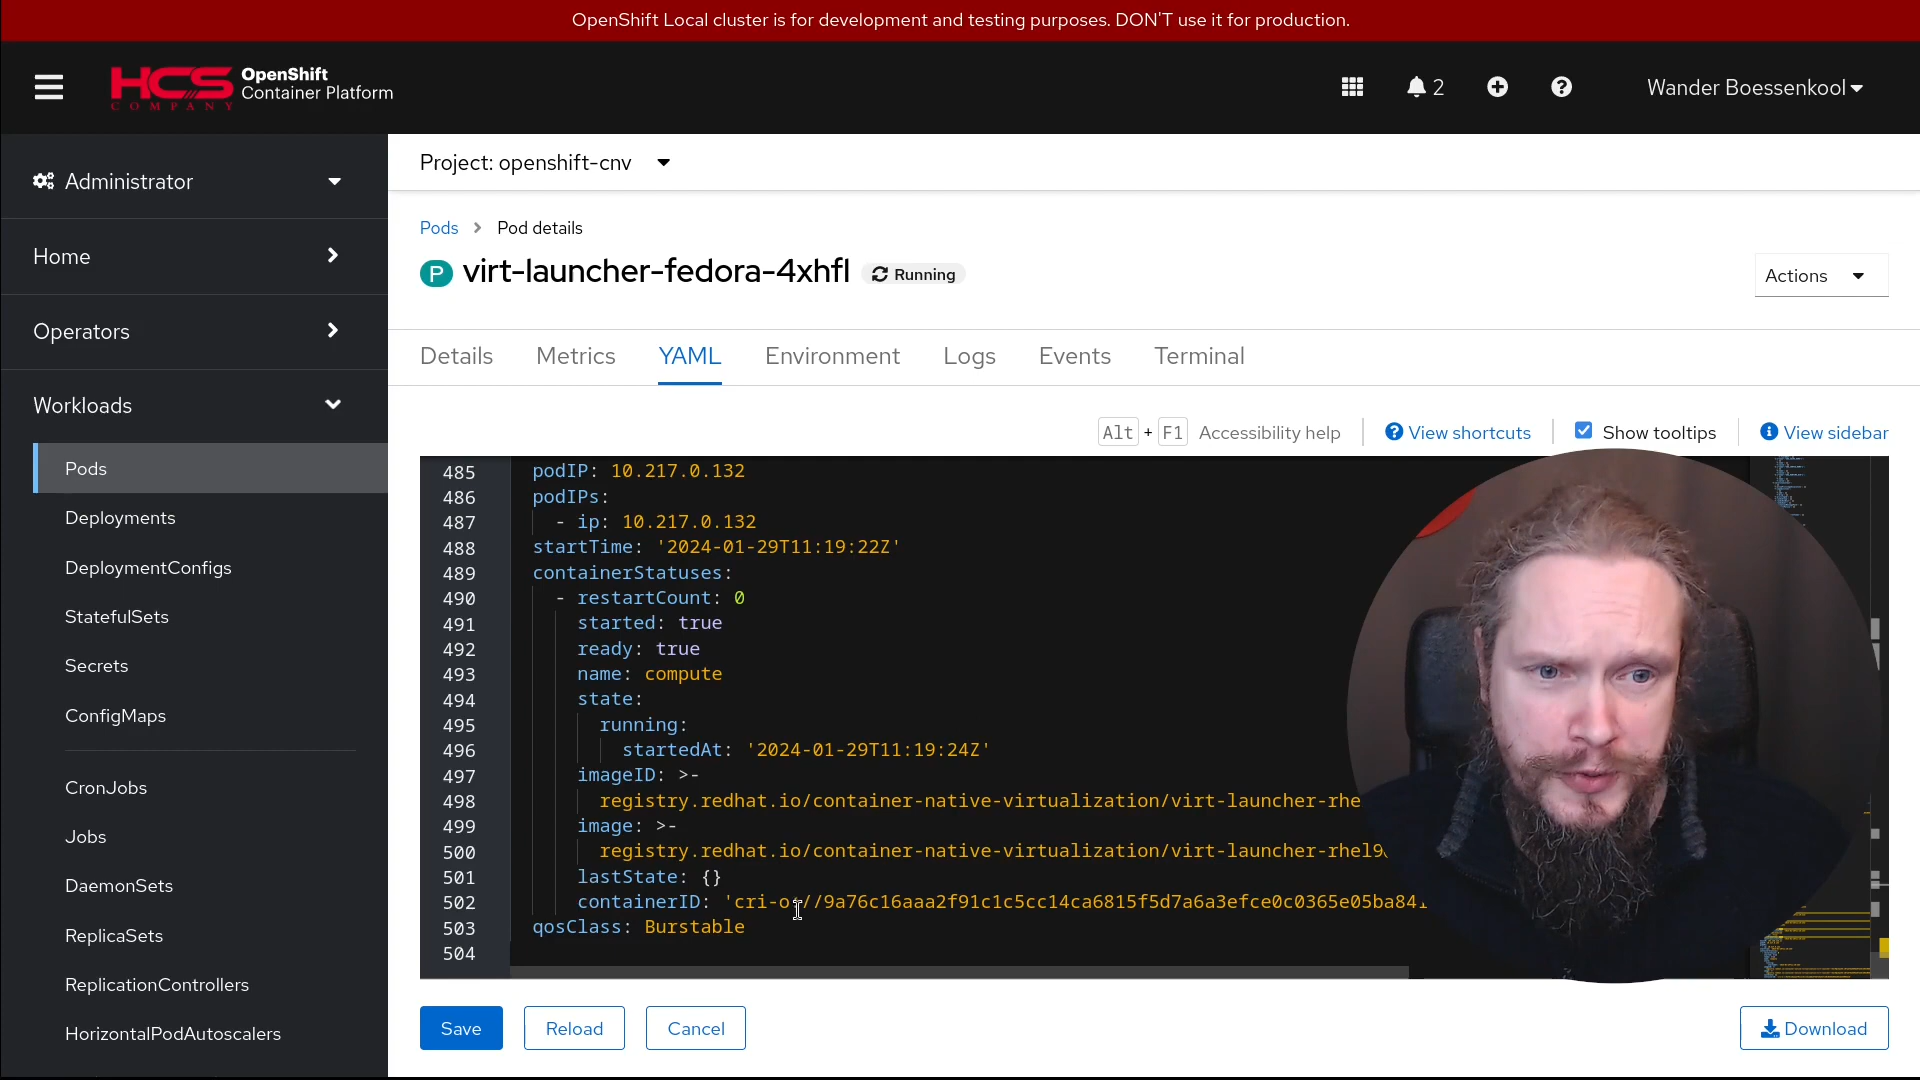 OpenShift Local cluster is for development and testing purposes. DON'T use it for production.
HCS
COMPANY
OpenShift
Container Platform
2
Wander Boessenkool
Administrator
Home
Operators
Workloads
Pods
Deployments
DeploymentConfigs
StatefulSets
Secrets
ConfigMaps
CronJobs
Jobs
DaemonSets
ReplicaSets
ReplicationControllers
HorizontalPodAutoscalers
Project: openshift-cnv
Pods > Pod details
P virt-launcher-fedora-4xhfl Running
Actions
Details Metrics YAML Environment Logs Events Terminal
Alt + F1 Accessibility help View shortcuts Show tooltips View sidebar
485 podIP: 10.217.0.132
486 podIPs:
487 - ip: 10.217.0.132
488 startTime: '2024-01-29T11:19:22Z'
489 containerStatuses:
490 - restartCount: 0
491 started: true
492 ready: true
493 name: compute
494 state:
495 running:
496 startedAt: '2024-01-29T11:19:24Z'
497 imageID: >-
498 registry.redhat.io/container-native-virtualization/virt-launcher-rhe
499 image: >-
500 registry.redhat.io/container-native-virtualization/virt-launcher-rhel9
501 lastState: {}
502 containerID: 'cri-o://9a76c16aaa2f91c1c5cc14ca6815f5d7a6a3efce0c0365e05ba841
503 qosClass: Burstable
504
Save Reload Cancel Download